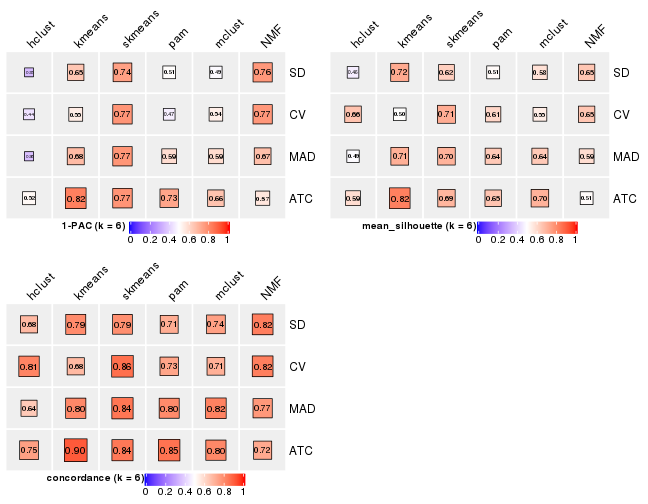 hclust kmeans skmeans pam mclust NMF
0.65 0.74 0.51 0.49 0.76 SD
0.44 0.55 0.77 0.47 0.54 0.77 CV
0.68 0.77 0.59 0.59 0.67 MAD
0.52 0.82 0.77 0.73 0.66 0.57 ATC
1-PAC (k = 6)
0 0.2 0.4 0.6 0.8 1
hclust kmeans skmeans pam mclust NMF
0.46 0.72 0.62 0.51 0.58 0.65 SD
0.66 0.50 0.71 0.61 0.55 0.65 CV
0.49 0.71 0.70 0.64 0.64 0.59 MAD
0.59 0.82 0.69 0.65 0.70 0.51 ATC
mean_silhouette (k = 6)
0 0.2 0.4 0.6 0.8 1
hclust kmeans skmeans pam mclust NMF
0.68 0.79 0.79 0.71 0.74 0.82 SD
0.81 0.68 0.86 0.73 0.71 0.82 CV
0.64 0.80 0.84 0.80 0.82 0.77 MAD
0.75 0.90 0.84 0.85 0.80 0.72 ATC
concordance (k = 6)
0 0.2 0.4 0.6 0.8 1